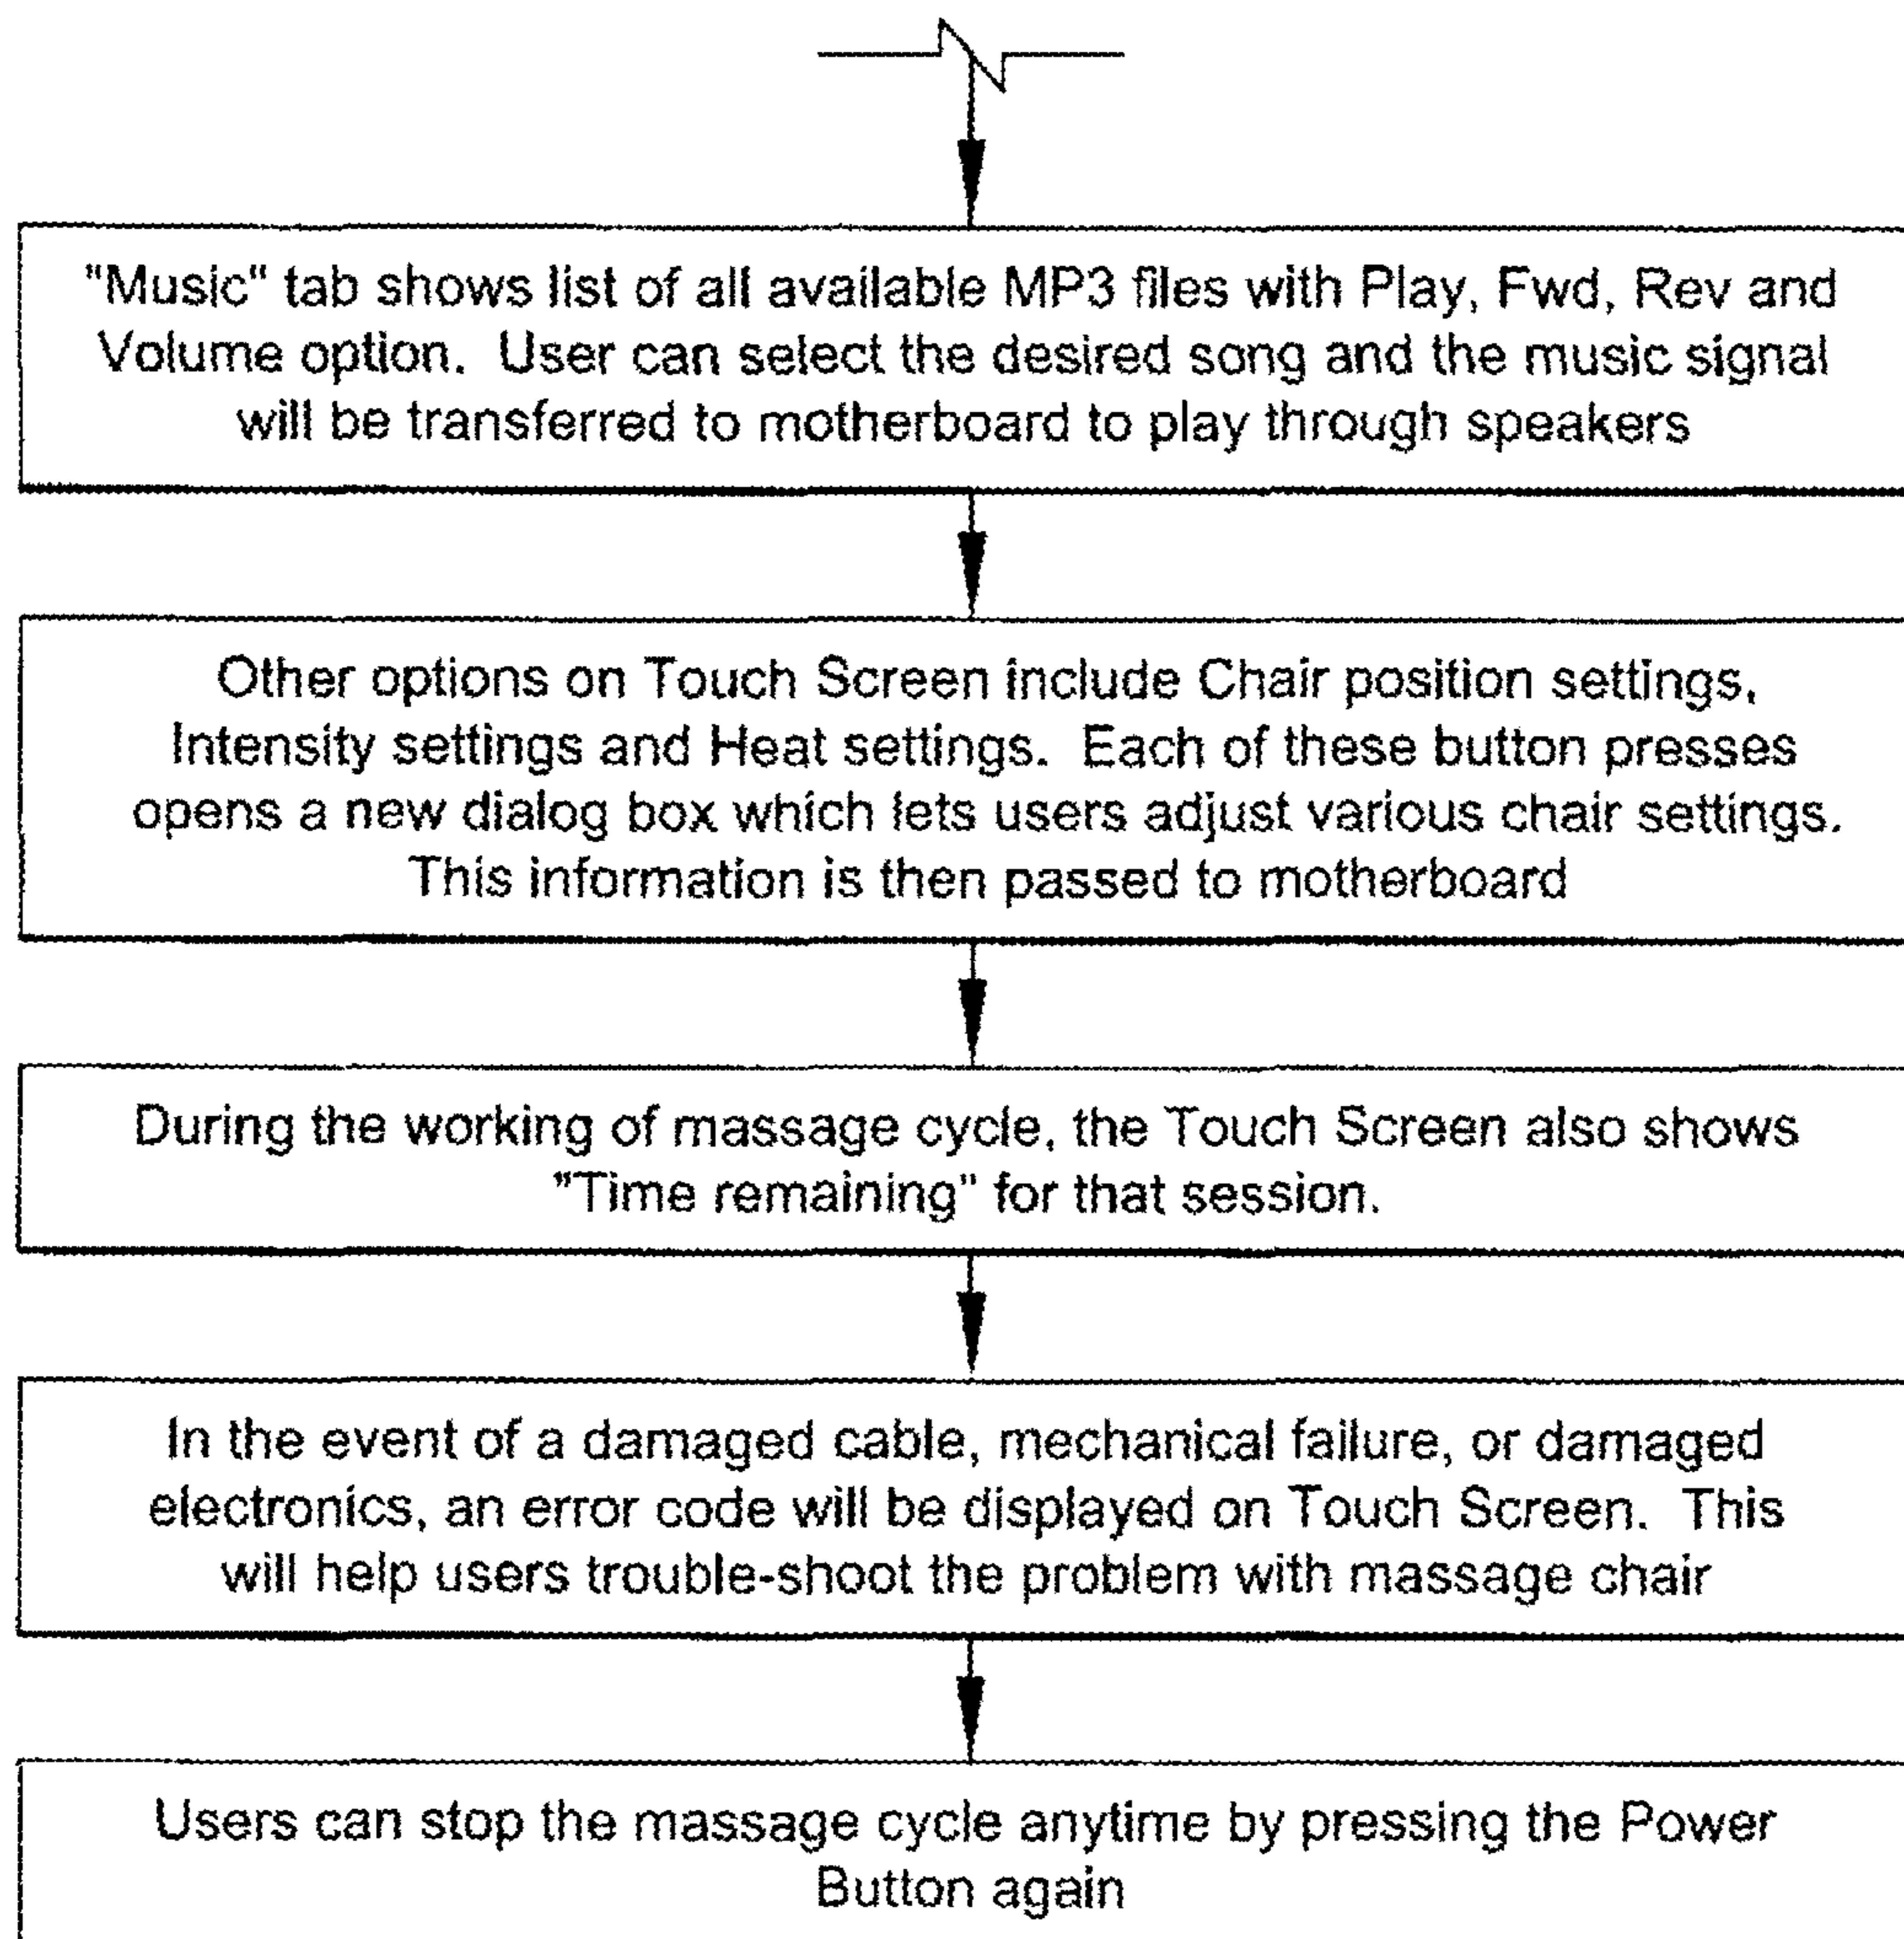 "Music" tab shows list of all available MP3 files with Play, Fwd, Rev and
Volume option.  User can select the desired song and the music signal
will be transferred to motherboard to play through speakers
Other options on Touch Screen include Chair position settings,
Intensity settings and Heat settings.  Each of these button presses
opens a new dialog box which lets users adjust various chair settings.
This information is then passed to motherboard
During the working of massage cycle, the Touch Screen also shows
"Time remaining" for that session.
In the event of a damaged cable, mechanical failure, or damaged
electronics, an error code will be displayed on Touch Screen.  This
will help users trouble-shoot the problem with massage chair
Users can stop the massage cycle anytime by pressing the Power
Button again